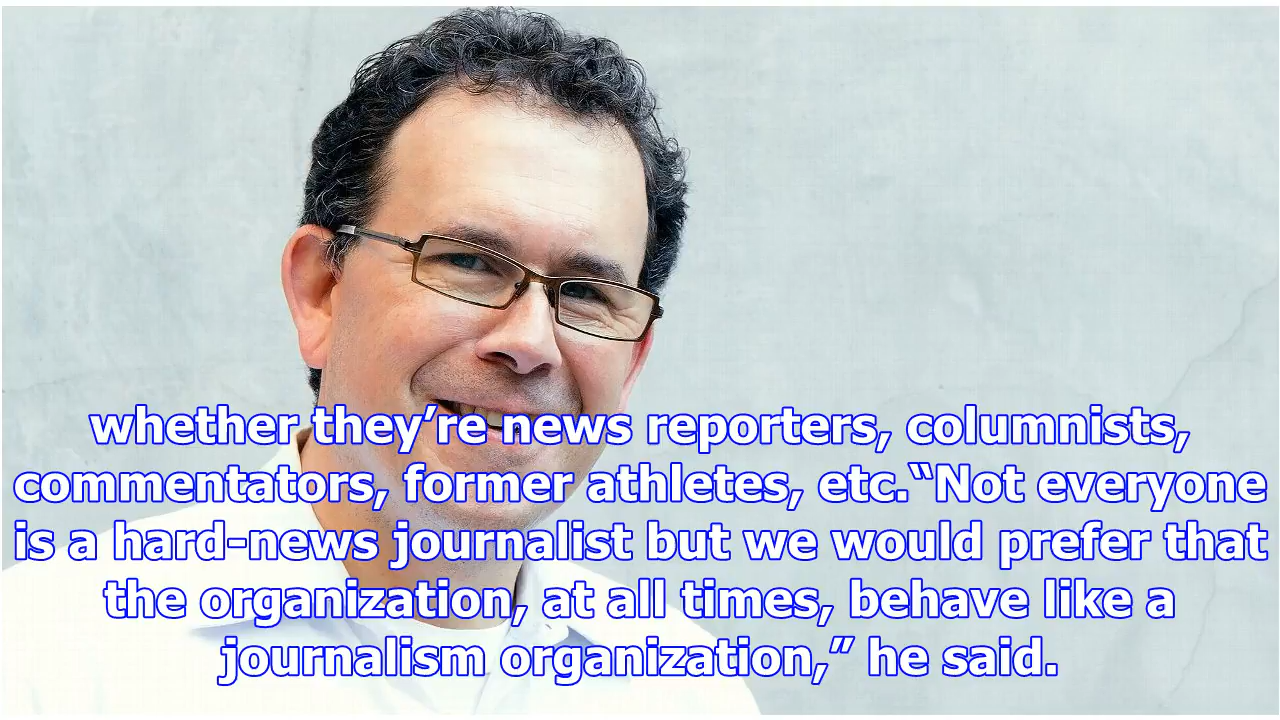 whether they’re news reporters, columnists,
commentators, former athletes, etc.“Not everyone
is a hard-news journalist but we would prefer that
the organization, at all times, behave like a
journalism organization,” he said.